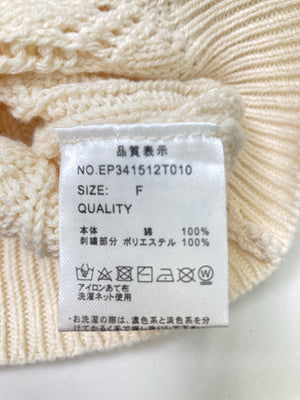 品質表示
NO.EP341512T010
SIZE: F
QUALITY
本体 綿 100%
刺繍部分 ポリエステル 100%
アイロンあて布
洗濯ネット使用
・お洗濯の際は、濃色系と淡色系を分